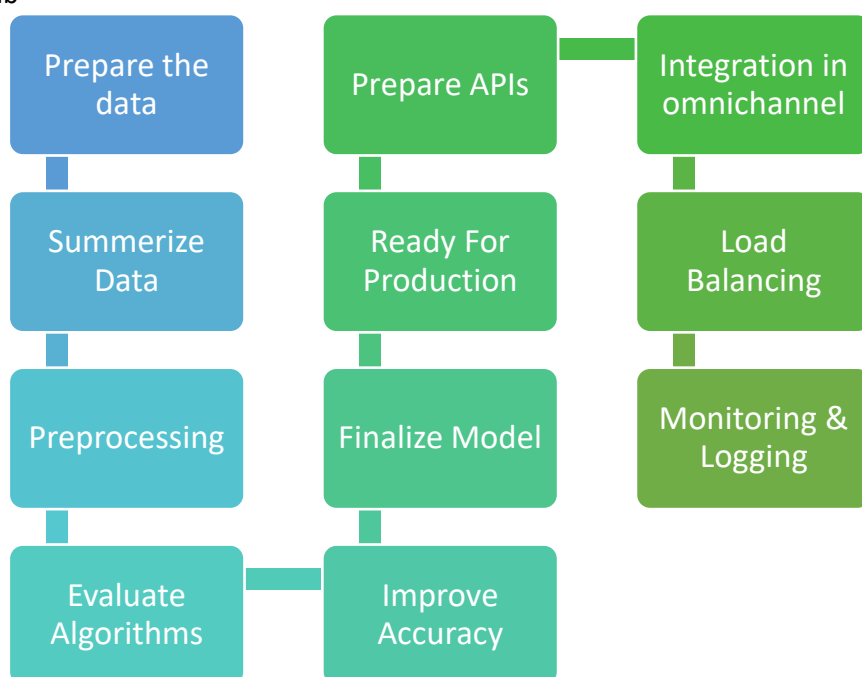 Prepare the
data
Summerize
Data
Preprocessing
Evaluate
Algorithms
Improve
Accuracy
Finalize Model
Ready For
Production
Prepare APIs
Integration in
omnichannel
Load
Balancing
Monitoring &
Logging